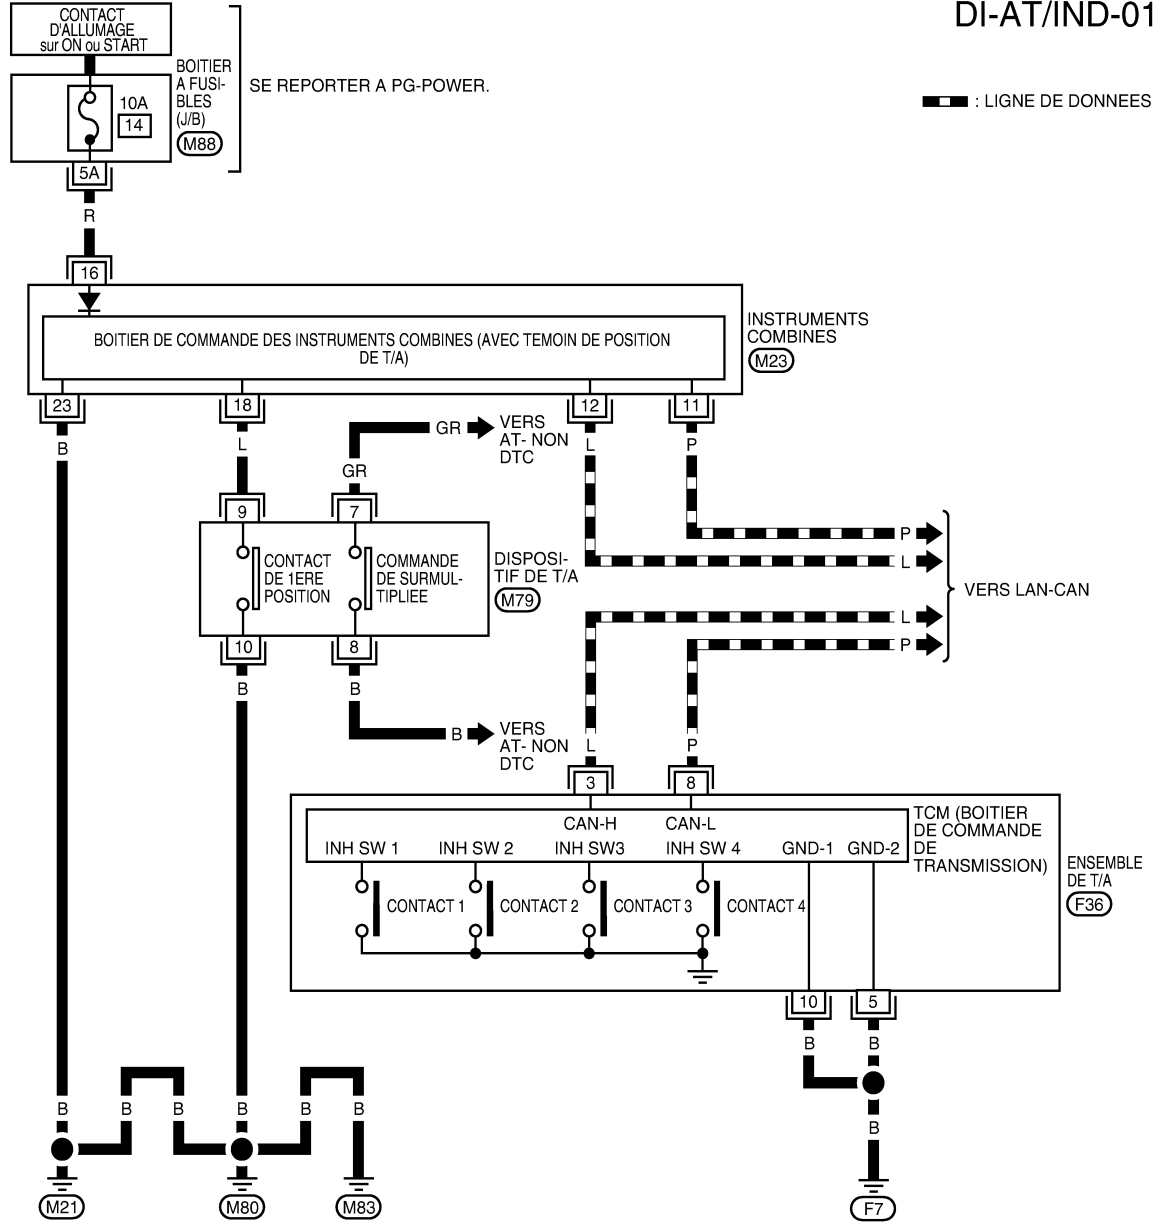 DI-AT/IND-01
CONTACT
D'ALLUMAGE
sur ON ou START
BOITIER
A FUSI-
BLES
(J/B)
M88
10A
14
SE REPORTER A PG-POWER.
: LIGNE DE DONNEES
5A
R
16
BOITIER DE COMMANDE DES INSTRUMENTS COMBINES (AVEC TEMOIN DE POSITION
DE T/A)
INSTRUMENTS
COMBINES
M23
23
18
12
11
B
L
GR
VERS
AT- NON
DTC
L
P
GR
9
7
CONTACT
DE 1ERE
POSITION
COMMANDE
DE SURMUL-
TIPLIEE
DISPOSI-
TIF DE T/A
M79
P
L
VERS LAN-CAN
L
P
10
8
B
B
B
VERS
AT- NON
DTC
L
P
3
8
CAN-H
CAN-L
TCM (BOITIER
DE COMMANDE
DE
TRANSMISSION)
INH SW 1
INH SW 2
INH SW3
INH SW 4
GND-1
GND-2
ENSEMBLE
DE T/A
F36
CONTACT 1
CONTACT 2
CONTACT 3
CONTACT 4
10
5
B
B
B
B
B
B
B
B
B
M21
M80
M83
F7